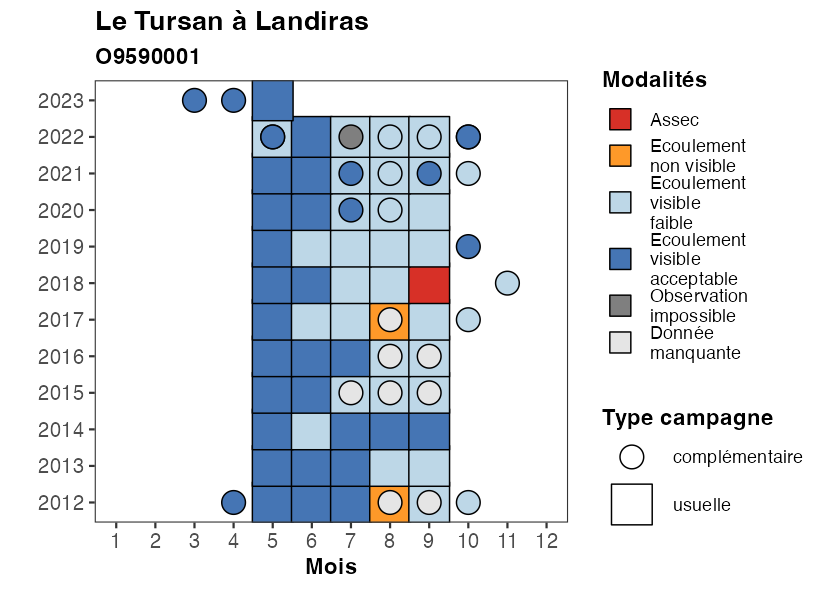 Le Tursan à Landiras
O9590001
2023
2022
2021
2020
2019
2018
2017
2016
2015
2014
2013
2012
1 2 3 4 5 6 7 8 9 10 11 12
Mois
Modalités
Assec
Ecoulement
non visible
Ecoulement
visible
faible
Ecoulement
visible
acceptable
Observation
impossible
Donnée
manquante
Type campagne
complémentaire
usuelle